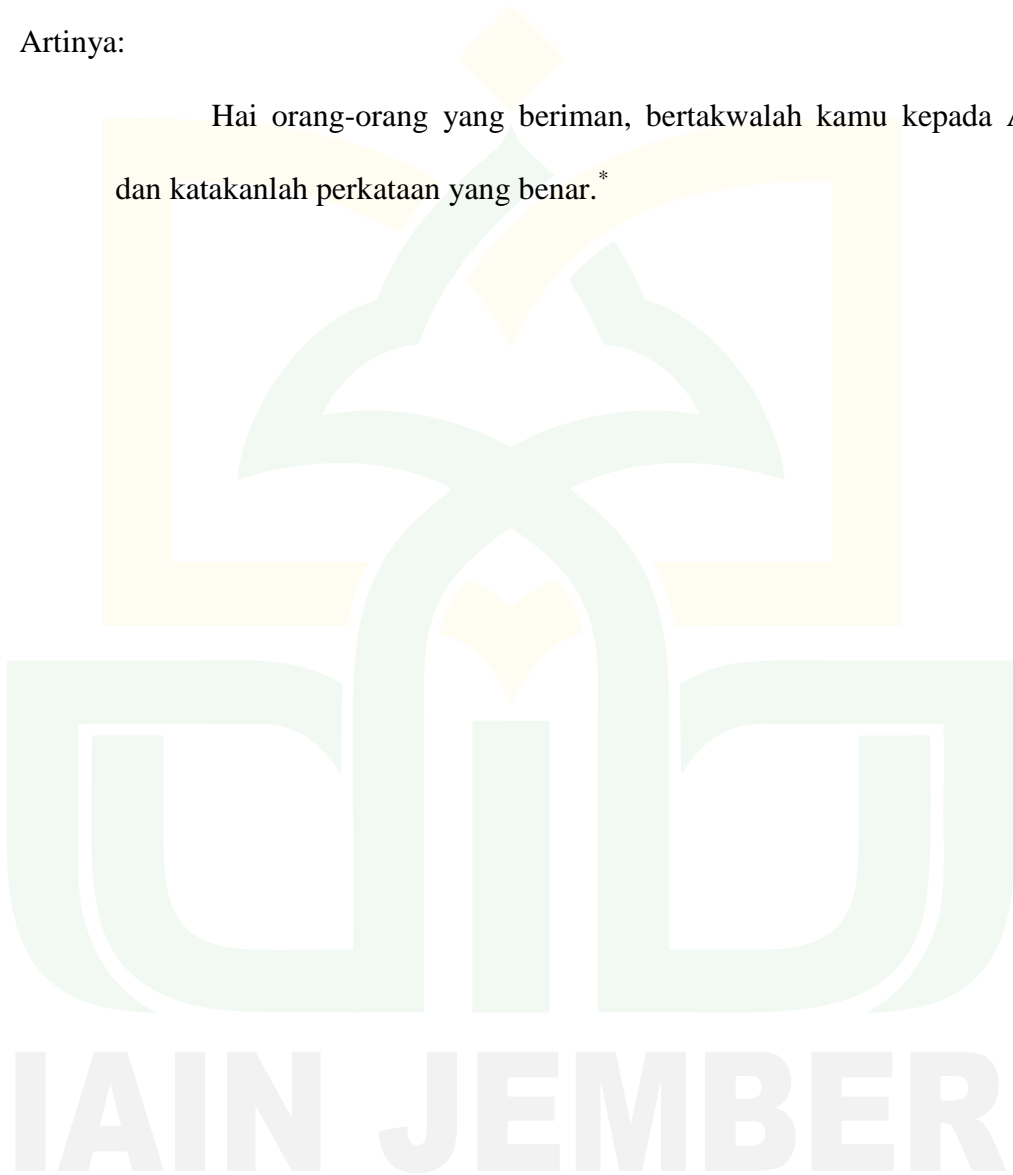 Artinya:
Hai orang-orang yang beriman, bertakwalah kamu kepada
dan katakanlah perkataan yang benar.*
IAIN JEMBER